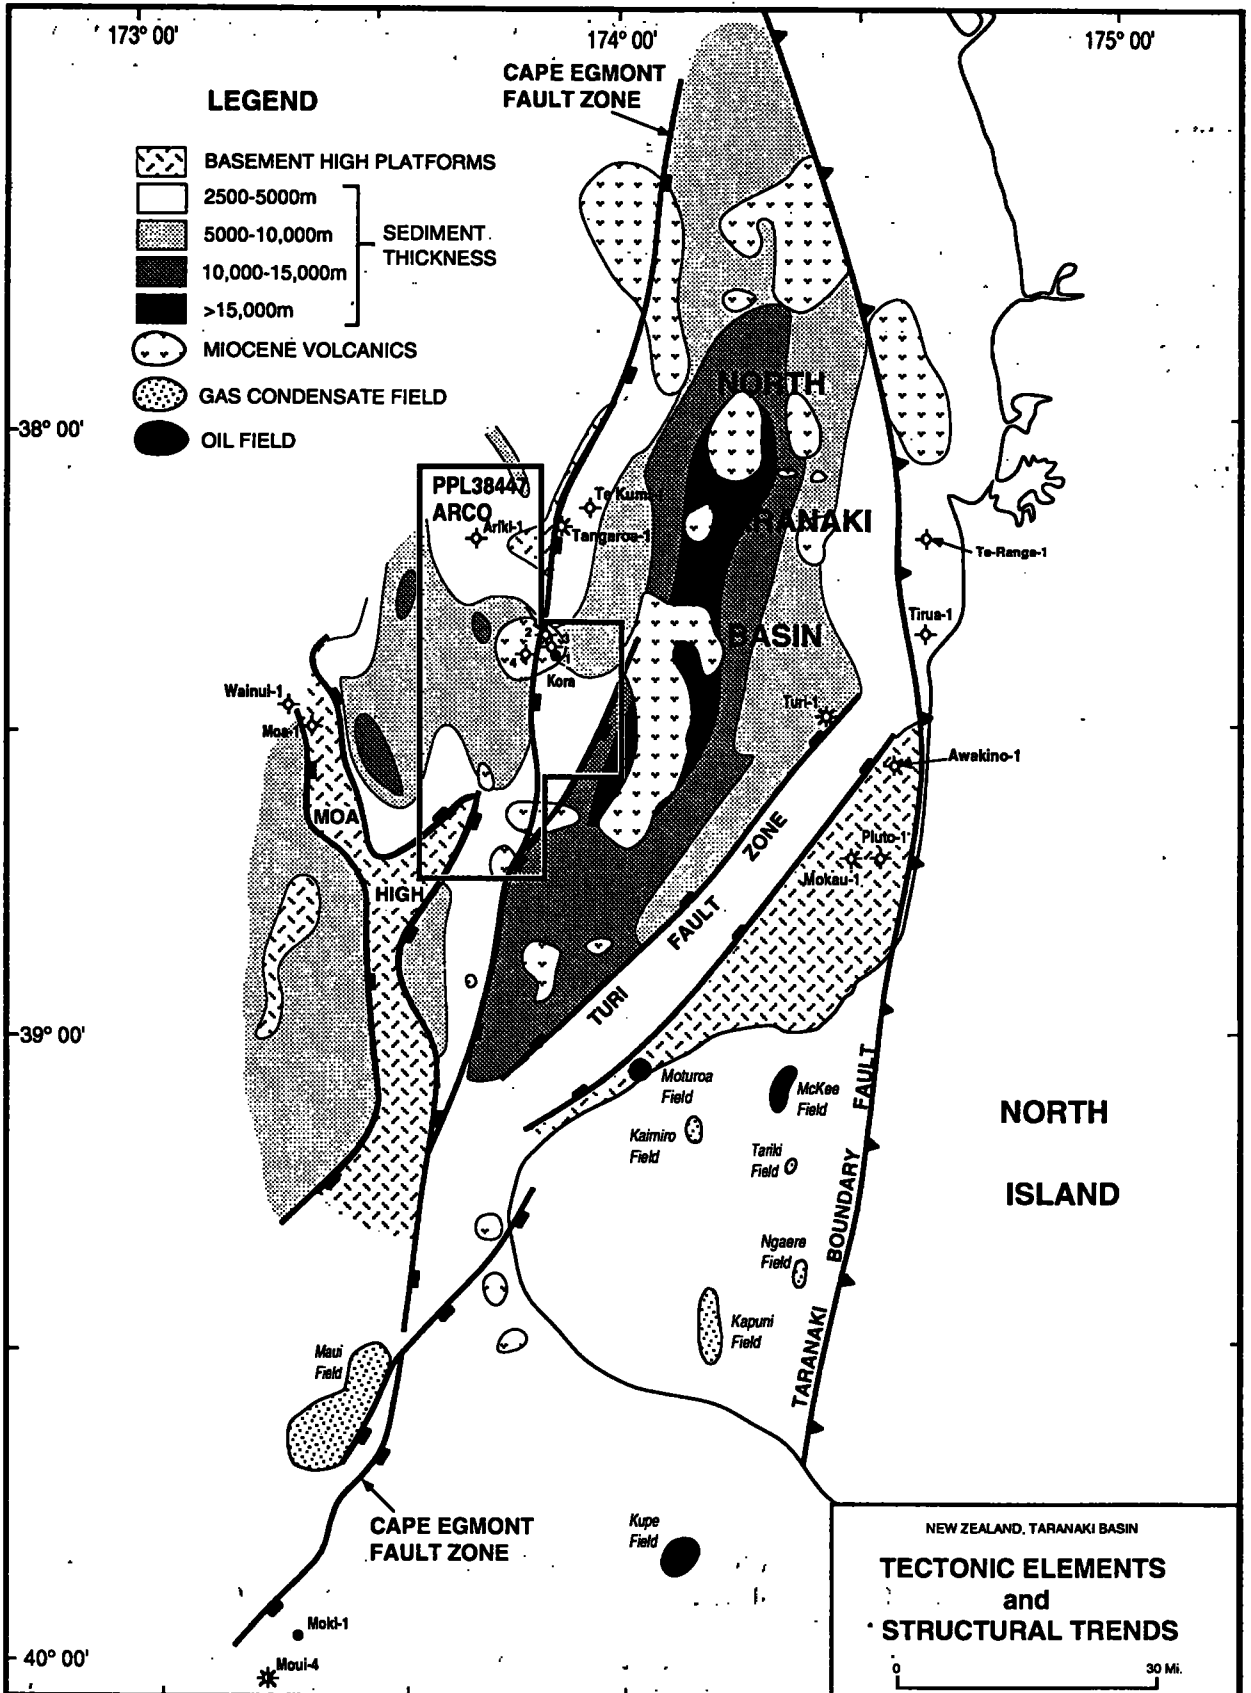 173° 00'
174° 00'
175° 00'
CAPE EGMONT
FAULT ZONE
LEGEND
BASEMENT HIGH PLATFORMS
2500-5000m
5000-10,000m
10,000-15,000m
>15,000m
SEDIMENT
THICKNESS
MIOCENE VOLCANICS
GAS CONDENSATE FIELD
OIL FIELD
38° 00'
NORTH
PPL38447
ARCO
Ariki-1
Te Kumi-1
Tangaroa-1
RANAKI
Te-Ranga-1
Tirua-1
BASIN
2
3
4
1
Kora
Wainui-1
Moa-1
Turi-1
Awakino-1
MOA
HIGH
Pluto-1
Mokau-1
TURI FAULT ZONE
39° 00'
Moturoa
Field
McKee
Field
Kaimiro
Field
Tariki
Field
NORTH
ISLAND
Ngaere
Field
Kapuni
Field
TARANAKI BOUNDARY FAULT
Maui
Field
CAPE EGMONT
FAULT ZONE
Kupe
Field
Moki-1
Moui-4
40° 00'
NEW ZEALAND, TARANAKI BASIN
TECTONIC ELEMENTS
and
STRUCTURAL TRENDS
0
30 Mi.